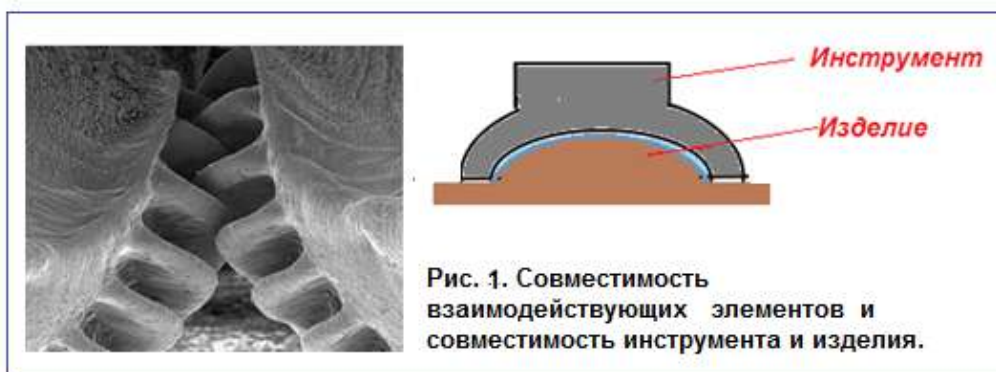 Инструмент
Изделие
Рис. 1. Совместимость
взаимодействующих элементов и
совместимость инструмента и изделия.